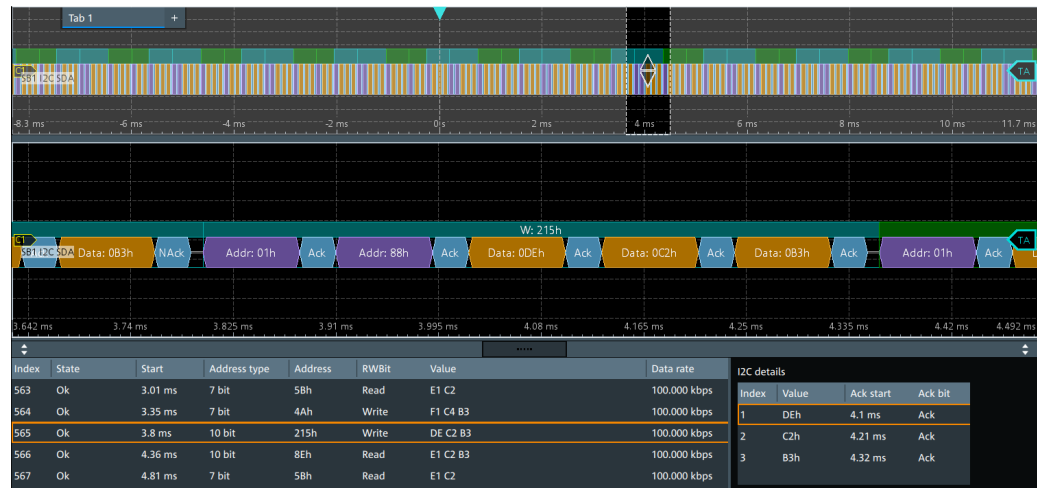 Tab 1 +
C1 SB1 I2C SDA TA
-8.3 ms -6 ms -4 ms -2 ms 0 s 2 ms 4 ms 6 ms 8 ms 10 ms 11.7 ms
W: 215h
C1 TA
SB1 I2C SDA Data: 0B3h NAck Addr: 01h Ack Addr: 88h Ack Data: 0DEh Ack Data: 0C2h Ack Data: 0B3h Ack Addr: 01h Ack
3.642 ms 3.74 ms 3.825 ms 3.91 ms 3.995 ms 4.08 ms 4.165 ms 4.25 ms 4.335 ms 4.42 ms 4.492 ms
Index State Start Address type Address RWBit Value Data rate
563 Ok 3.01 ms 7 bit 5Bh Read E1 C2 100.000 kbps
564 Ok 3.35 ms 7 bit 4Ah Write F1 C4 B3 100.000 kbps
565 Ok 3.8 ms 10 bit 215h Write DE C2 B3 100.000 kbps
566 Ok 4.36 ms 10 bit 8Eh Read E1 C2 B3 100.000 kbps
567 Ok 4.81 ms 7 bit 5Bh Read E1 C2 100.000 kbps
I2C details
Index Value Ack start Ack bit
1 DEh 4.1 ms Ack
2 C2h 4.21 ms Ack
3 B3h 4.32 ms Ack